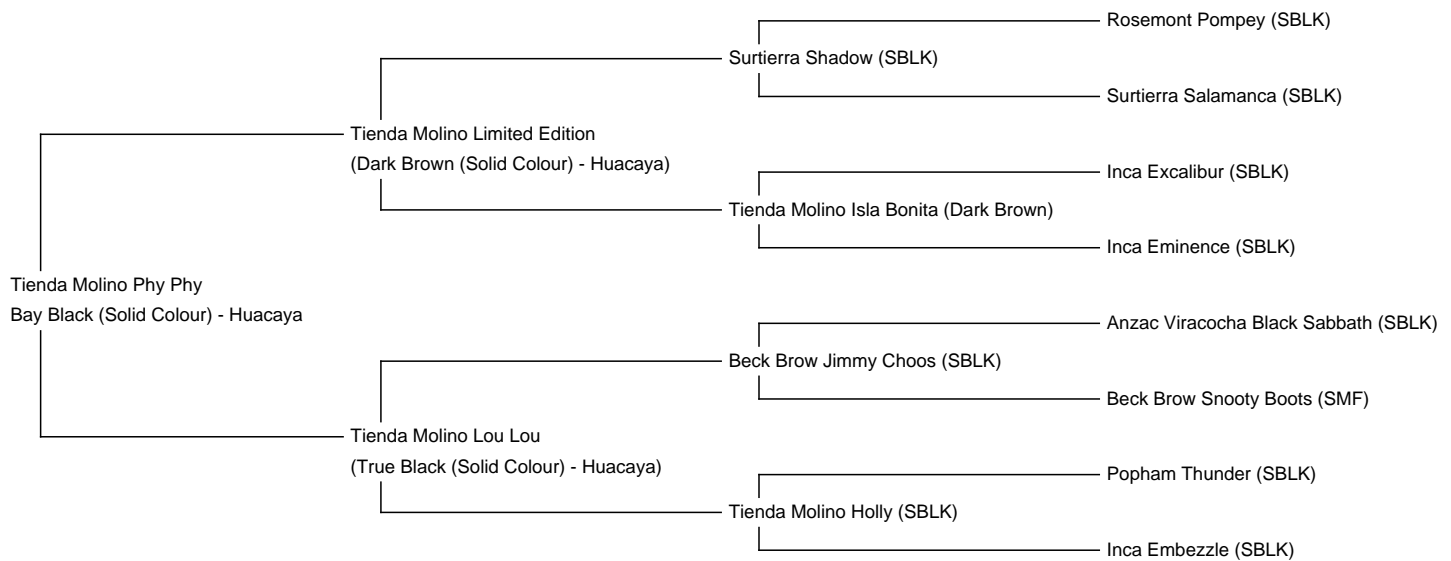 Rosemont Pompey (SBLK)
Surtierra Shadow (SBLK)
Surtierra Salamanca (SBLK)
Tienda Molino Limited Edition
(Dark Brown (Solid Colour) - Huacaya)
Inca Excalibur (SBLK)
Tienda Molino Isla Bonita (Dark Brown)
Inca Eminence (SBLK)
Tienda Molino Phy Phy
Bay Black (Solid Colour) - Huacaya
Anzac Viracocha Black Sabbath (SBLK)
Beck Brow Jimmy Choos (SBLK)
Beck Brow Snooty Boots (SMF)
Tienda Molino Lou Lou
(True Black (Solid Colour) - Huacaya)
Popham Thunder (SBLK)
Tienda Molino Holly (SBLK)
Inca Embezzle (SBLK)